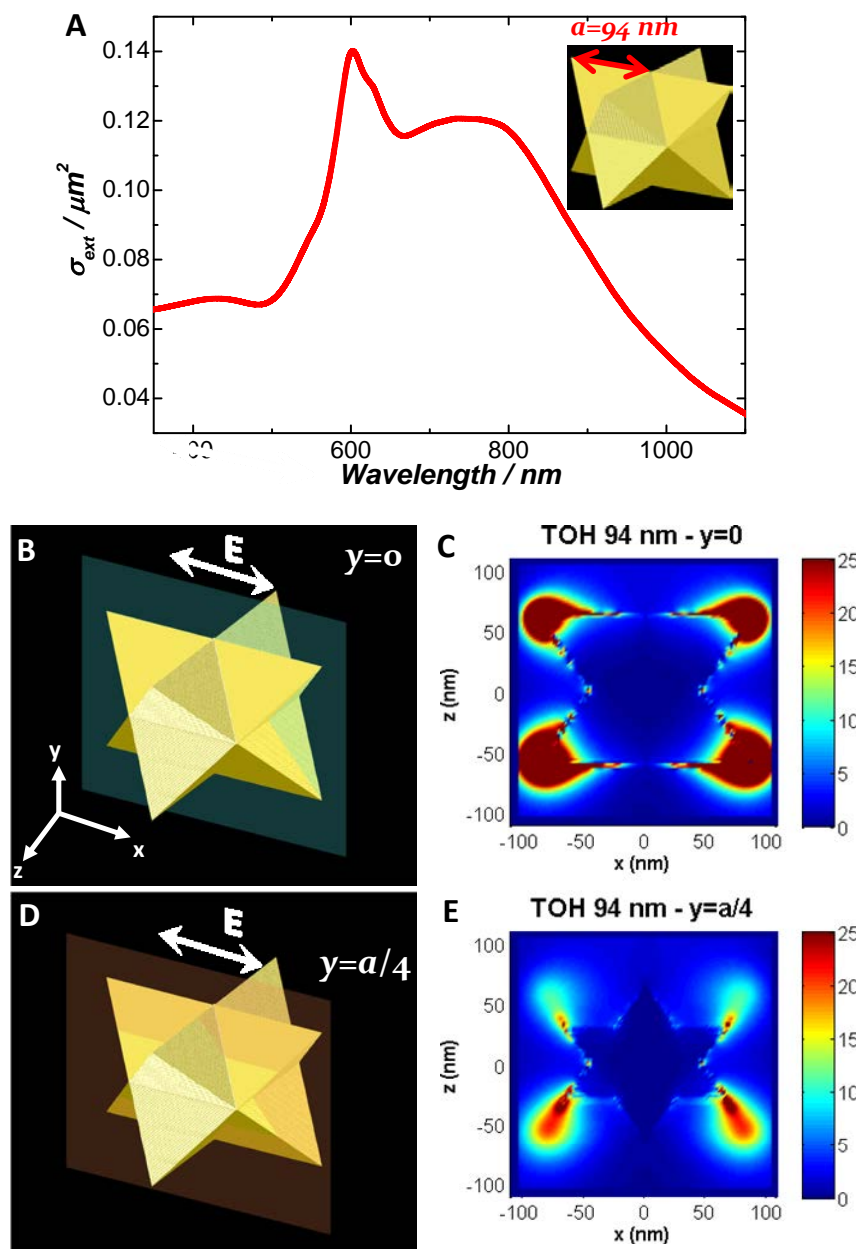 A
a=94 nm
0.14
0.12
0.10
0.08
0.06
0.04
σext / μm²
600
800
1000
Wavelength / nm
B
E
y=0
y
x
z
C
TOH 94 nm - y=0
100
50
0
-50
-100
z (nm)
-100
-50
0
50
100
x (nm)
25
20
15
10
5
0
D
E
y=a/4
E
TOH 94 nm - y=a/4
100
50
0
-50
-100
z (nm)
-100
-50
0
50
100
x (nm)
25
20
15
10
5
0